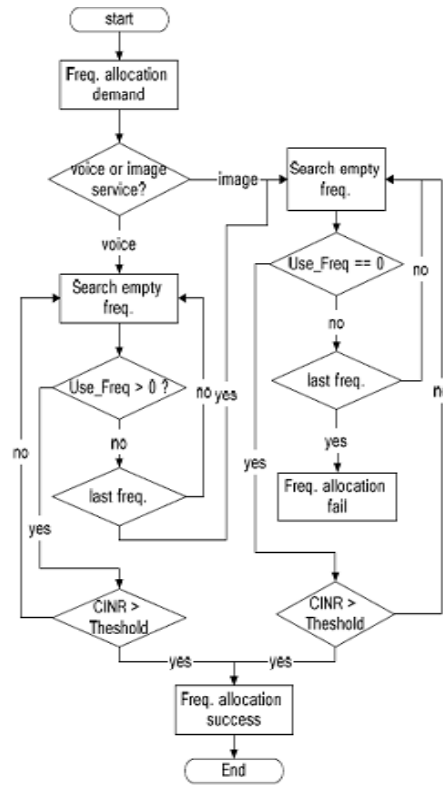 start
Freq. allocation
demand
voice or image
service?
image
voice
Search empty
freq.
Use_Freq > 0 ?
no
yes
no
last freq.
no
yes
CINR >
Theshold
yes
Search empty
freq.
Use_Freq == 0
no
no
last freq.
yes
yes
Freq. allocation
fail
CINR >
Theshold
yes
Freq. allocation
success
End